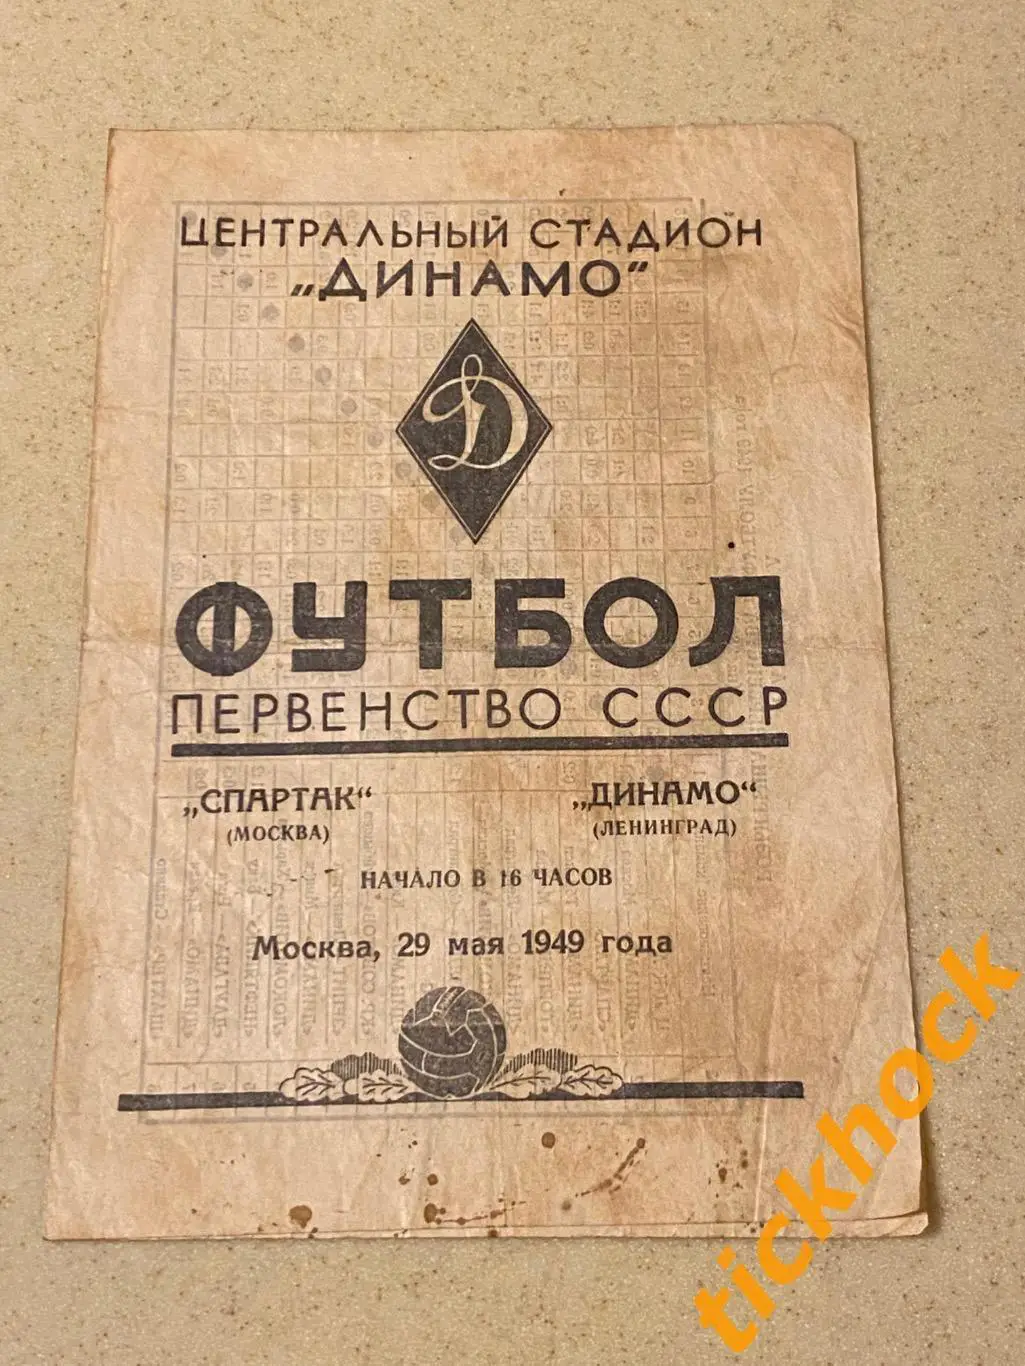 ЦЕНТРАЛЬНЫЙ СТАДИОН
„ДИНАМО“
Д
ФУТБОЛ
ПЕРВЕНСТВО СССР
„СПАРТАК“ „ДИНАМО“
(МОСКВА) (ЛЕНИНГРАД)
НАЧАЛО В 16 ЧАСОВ
Москва, 29 мая 1949 года
tickhock